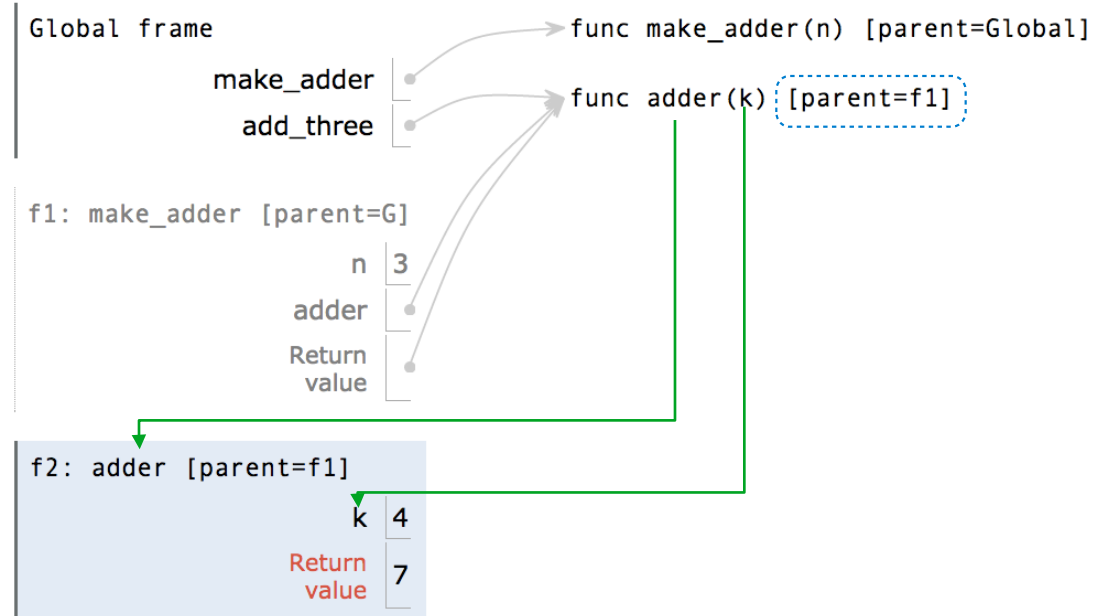 Global frame
func make_adder(n) [parent=Global]
make_adder
func adder(k) [parent=f1]
add_three
f1: make_adder [parent=G]
n 3
adder
Return
value
f2: adder [parent=f1]
k 4
Return
value 7